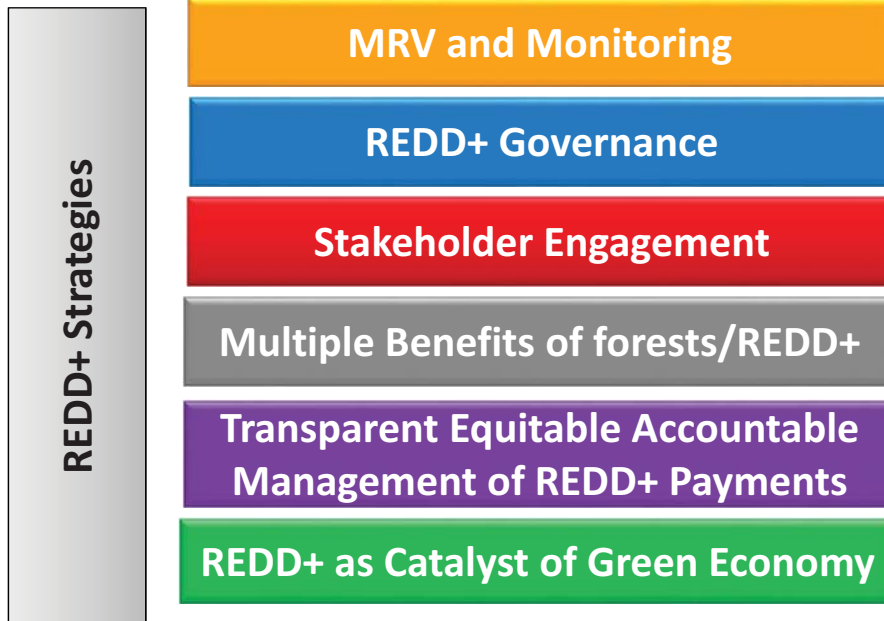 REDD+ Strategies
MRV and Monitoring
REDD+ Governance
Stakeholder Engagement
Multiple Benefits of forests/REDD+
Transparent Equitable Accountable
Management of REDD+ Payments
REDD+ as Catalyst of Green Economy